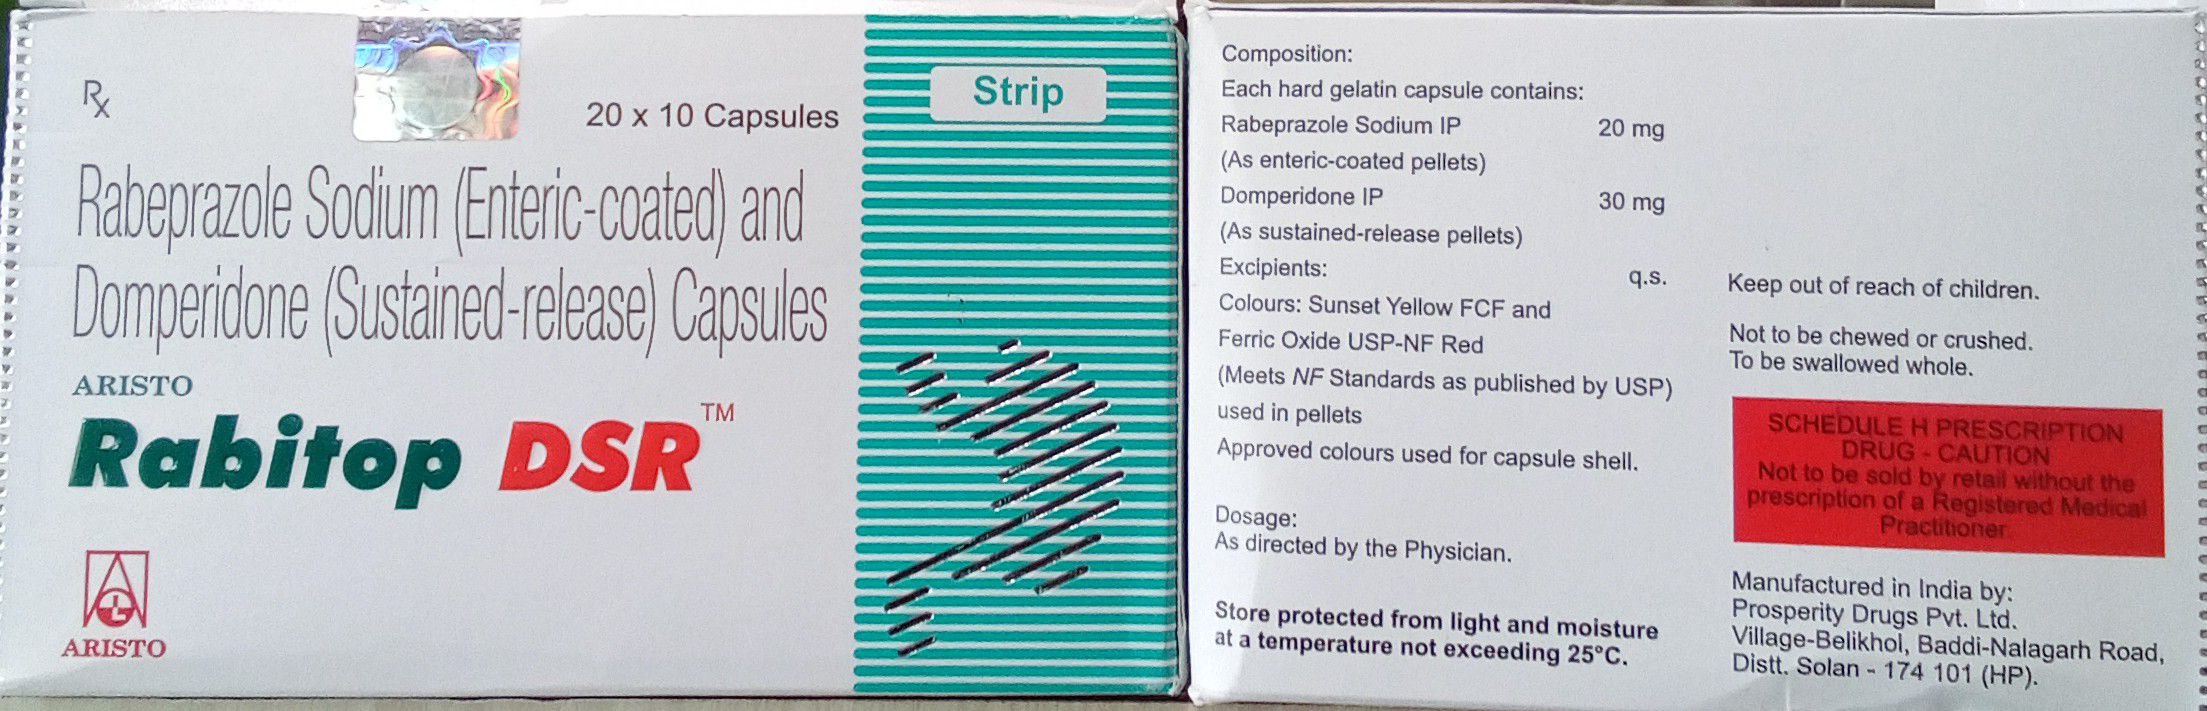 Rx
20 x 10 Capsules
Rabeprazole Sodium (Enteric-coated) and
Domperidone (Sustained-release) Capsules
ARISTO
Rabitop DSR™
ARISTO
Strip
Composition:
Each hard gelatin capsule contains:
Rabeprazole Sodium IP 20 mg
(As enteric-coated pellets)
Domperidone IP 30 mg
(As sustained-release pellets)
Excipients: q.s.
Colours: Sunset Yellow FCF and
Ferric Oxide USP-NF Red
(Meets NF Standards as published by USP)
used in pellets
Approved colours used for capsule shell.
Dosage:
As directed by the Physician.
Store protected from light and moisture
at a temperature not exceeding 25°C.
Keep out of reach of children.
Not to be chewed or crushed.
To be swallowed whole.
SCHEDULE H PRESCRIPTION
DRUG - CAUTION
Not to be sold by retail without the
prescription of a Registered Medical
Practitioner
Manufactured in India by:
Prosperity Drugs Pvt. Ltd.
Village-Belikhol, Baddi-Nalagarh Road,
Distt. Solan - 174 101 (HP).